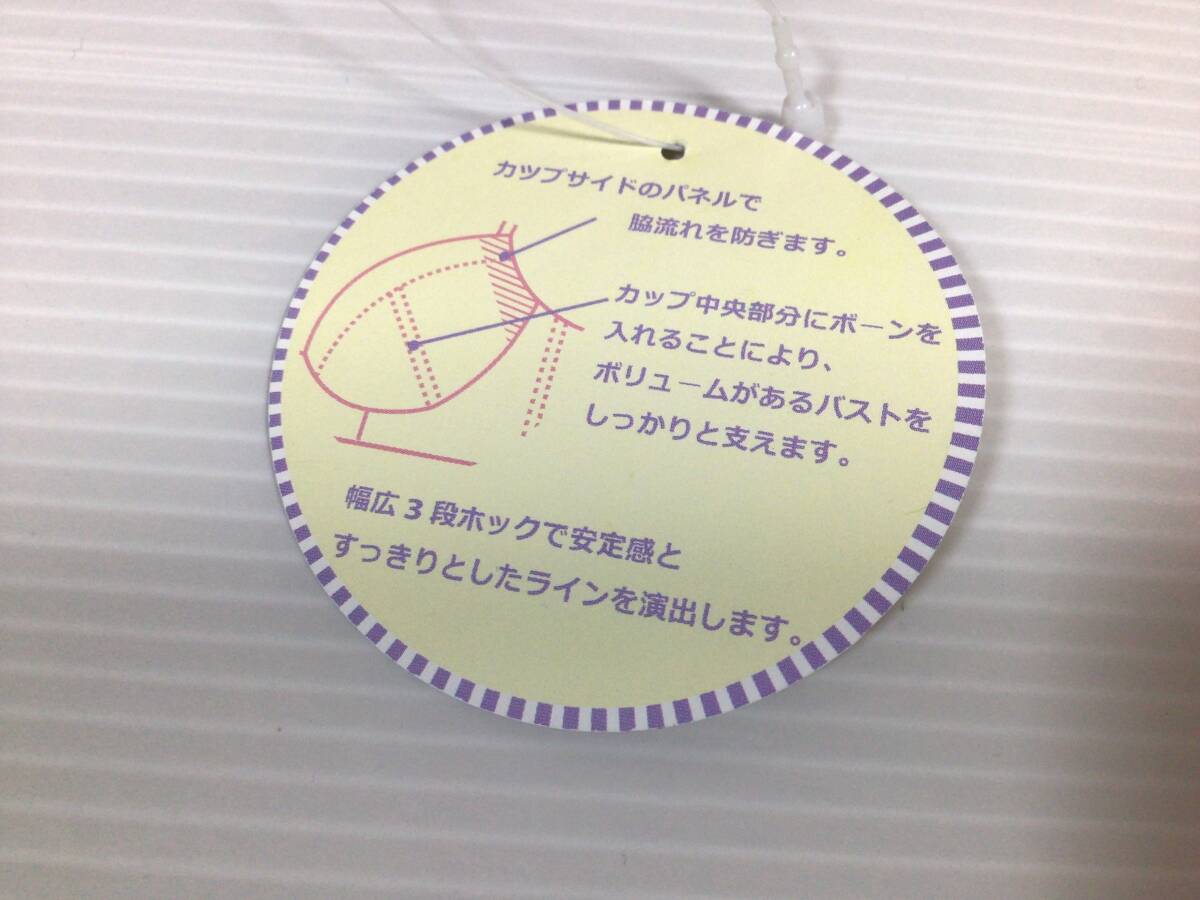 カップサイドのパネルで
脇流れを防ぎます。
カップ中央部分にボーンを
入れることにより、
ボリュームがあるバストを
しっかりと支えます。
幅広3段ホックで安定感と
すっきりとしたラインを演出します。